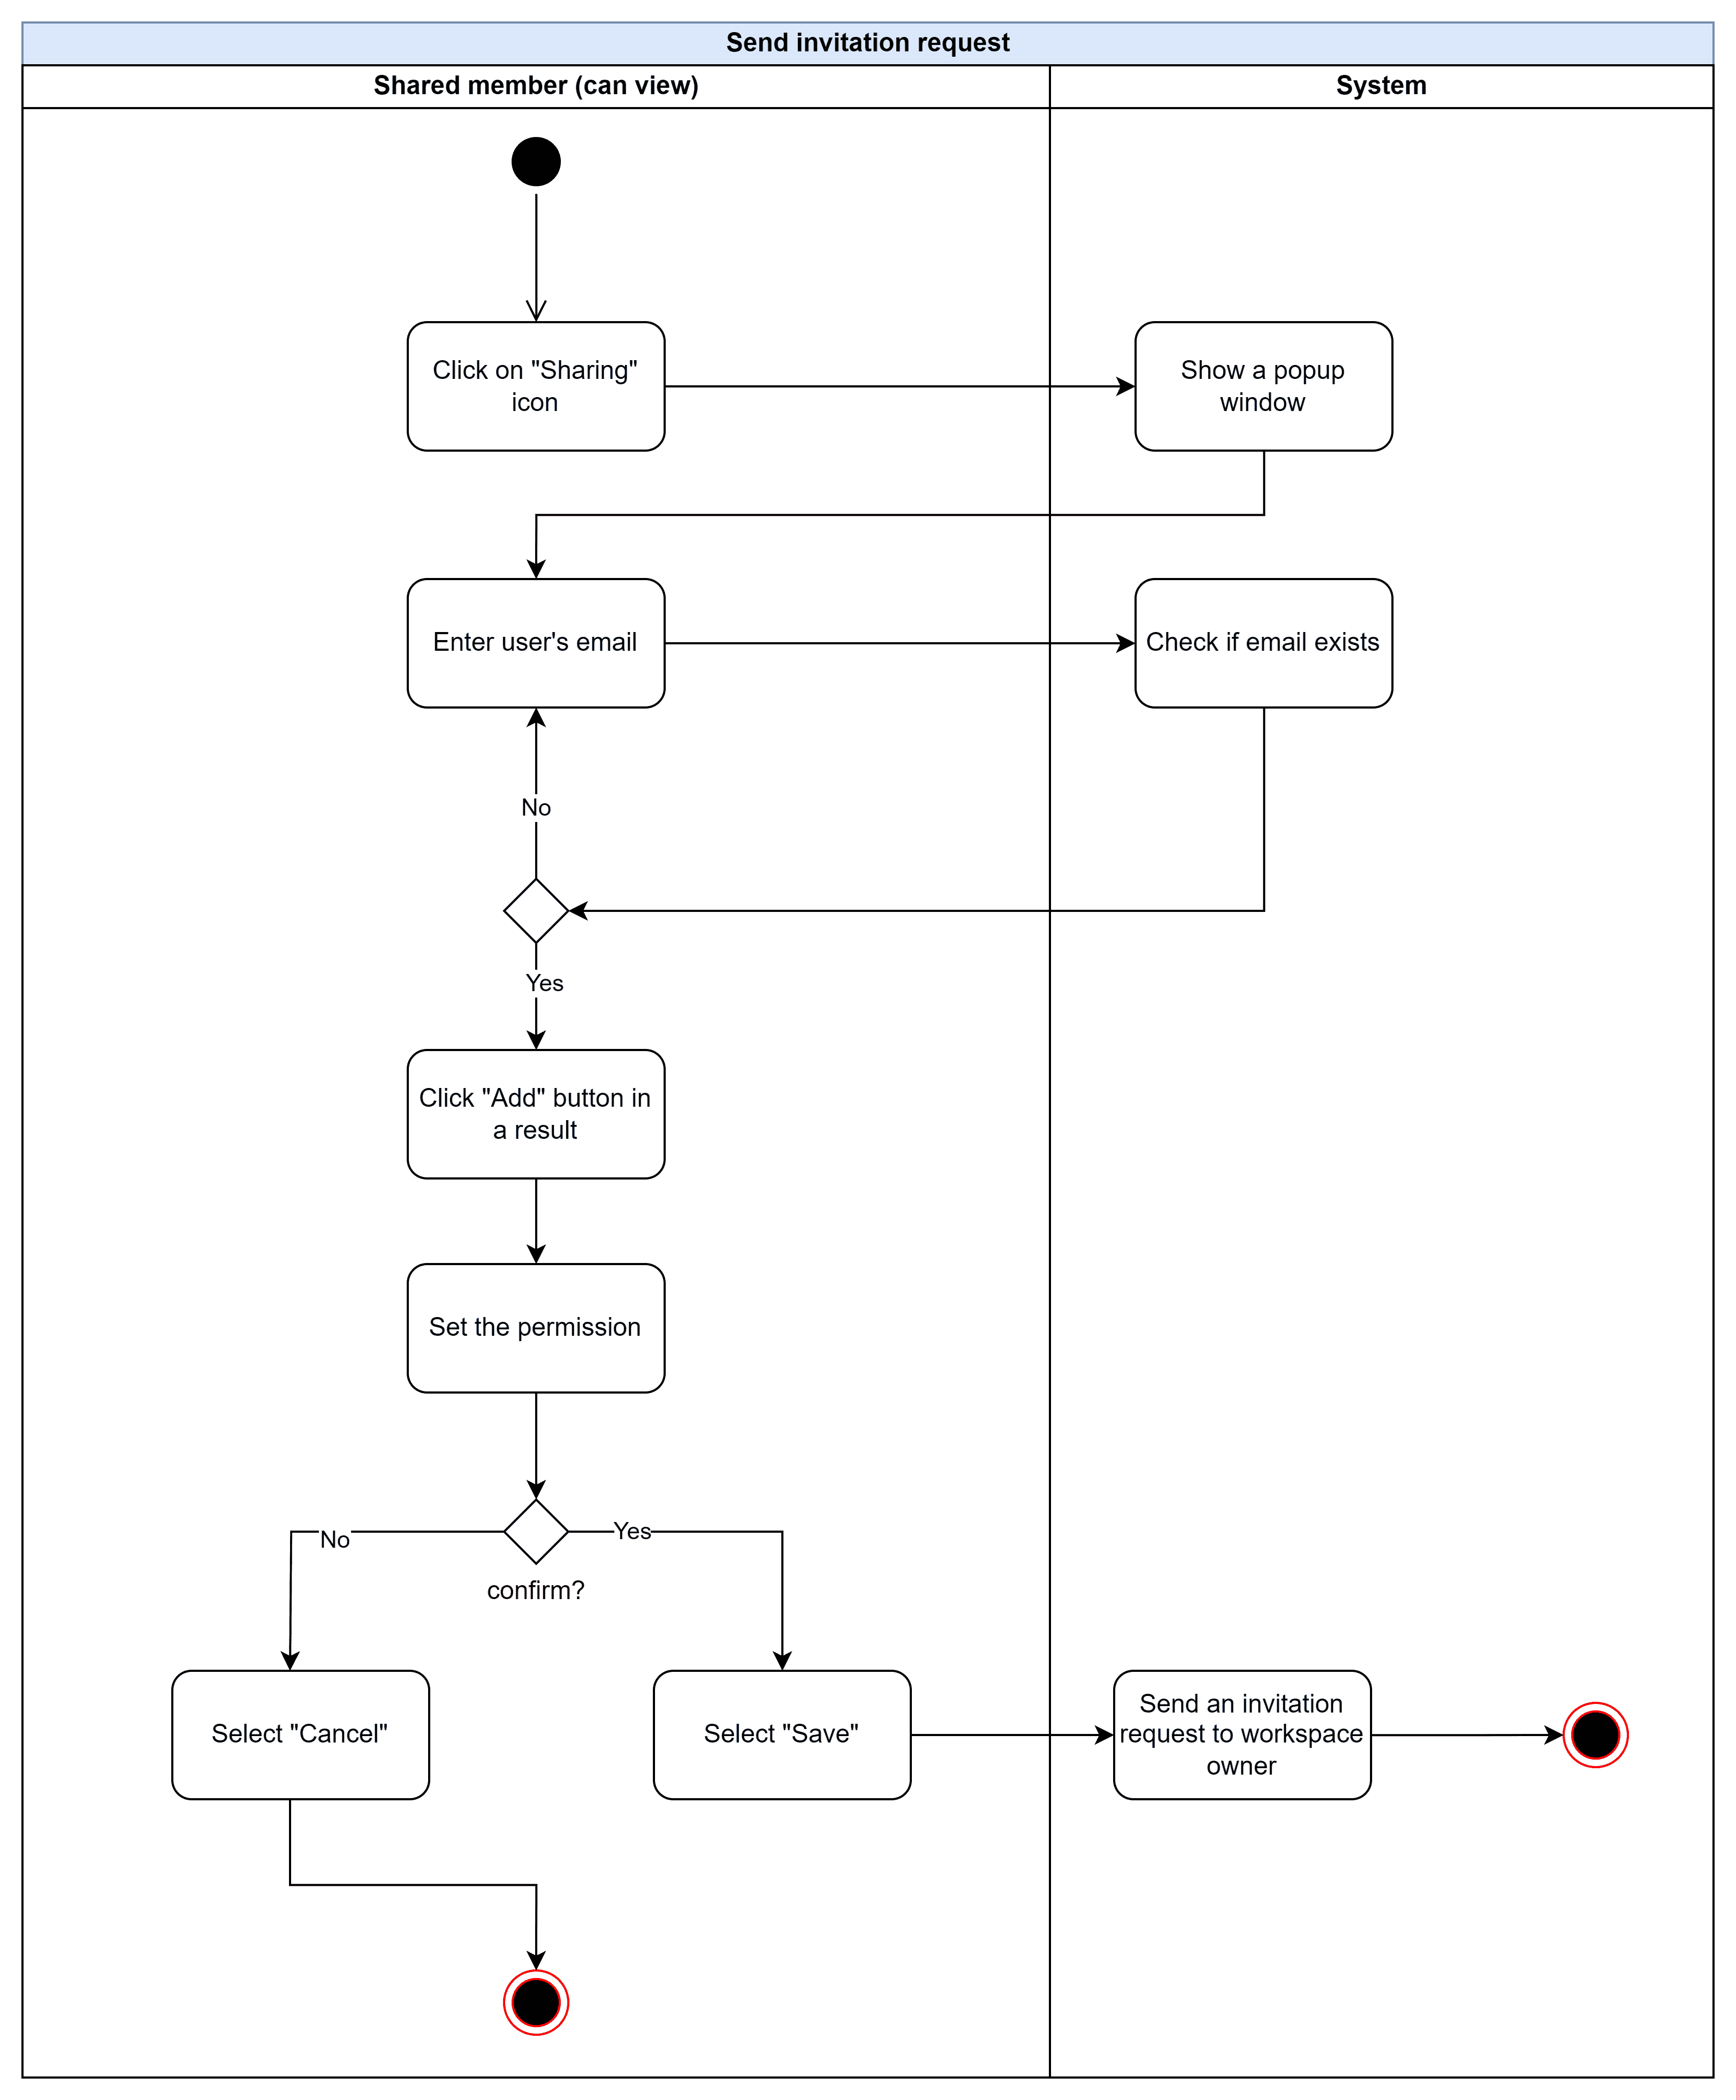 Send invitation request
Shared member (can view)
System
Click on "Sharing"
icon
Show a popup
window
Enter user's email
Check if email exists
No
Yes
Click "Add" button in
a result
Set the permission
No
Yes
confirm?
Select "Cancel"
Select "Save"
Send an invitation
request to workspace
owner